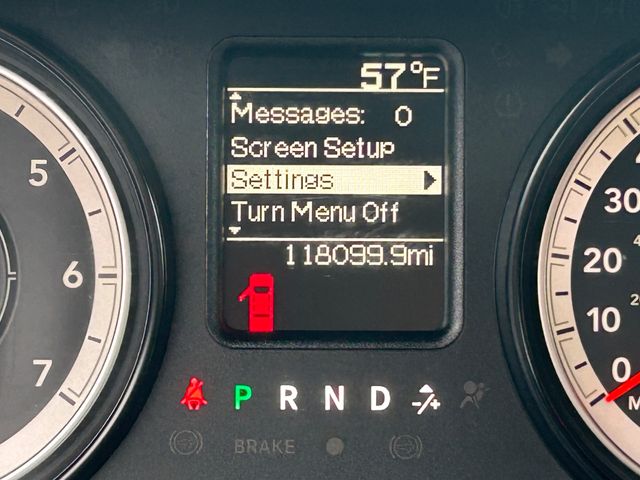 57°F
Messages: 0
Screen Setup
Settings
Turn Menu Off
118099.9mi
5
6
7
30
20
10
0
P R N D -/+
BRAKE